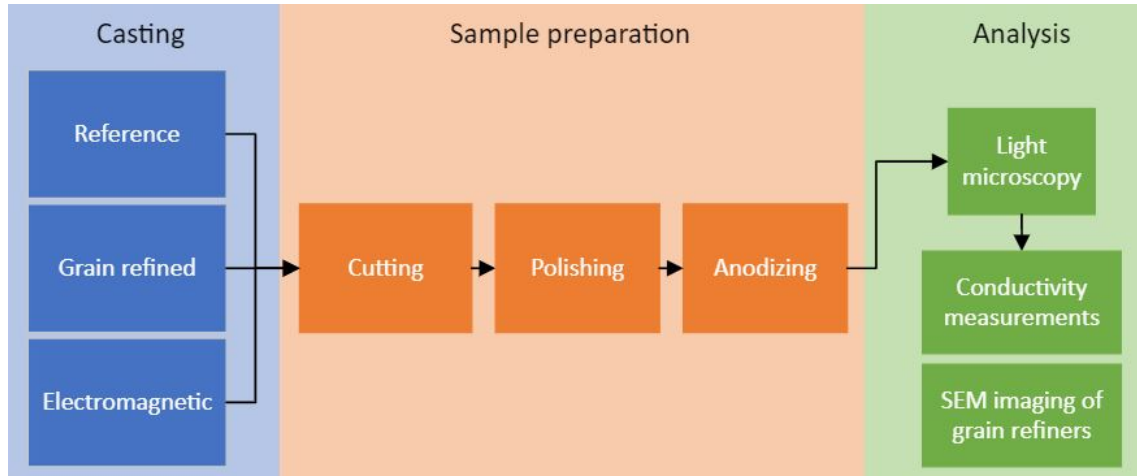 Casting
Sample preparation
Analysis
Reference
Grain refined
Electromagnetic
Cutting
Polishing
Anodizing
Light
microscopy
Conductivity
measurements
SEM imaging of
grain refiners